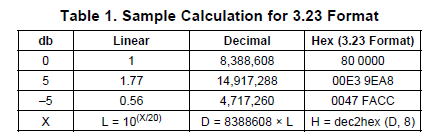 Table 1. Sample Calculation for 3.23 Format
db Linear Decimal Hex (3.23 Format)
0 1 8,388,608 80 0000
5 1.77 14,917,288 00E3 9EA8
–5 0.56 4,717,260 0047 FACC
X L = 10(X/20) D = 8388608 × L H = dec2hex (D, 8)